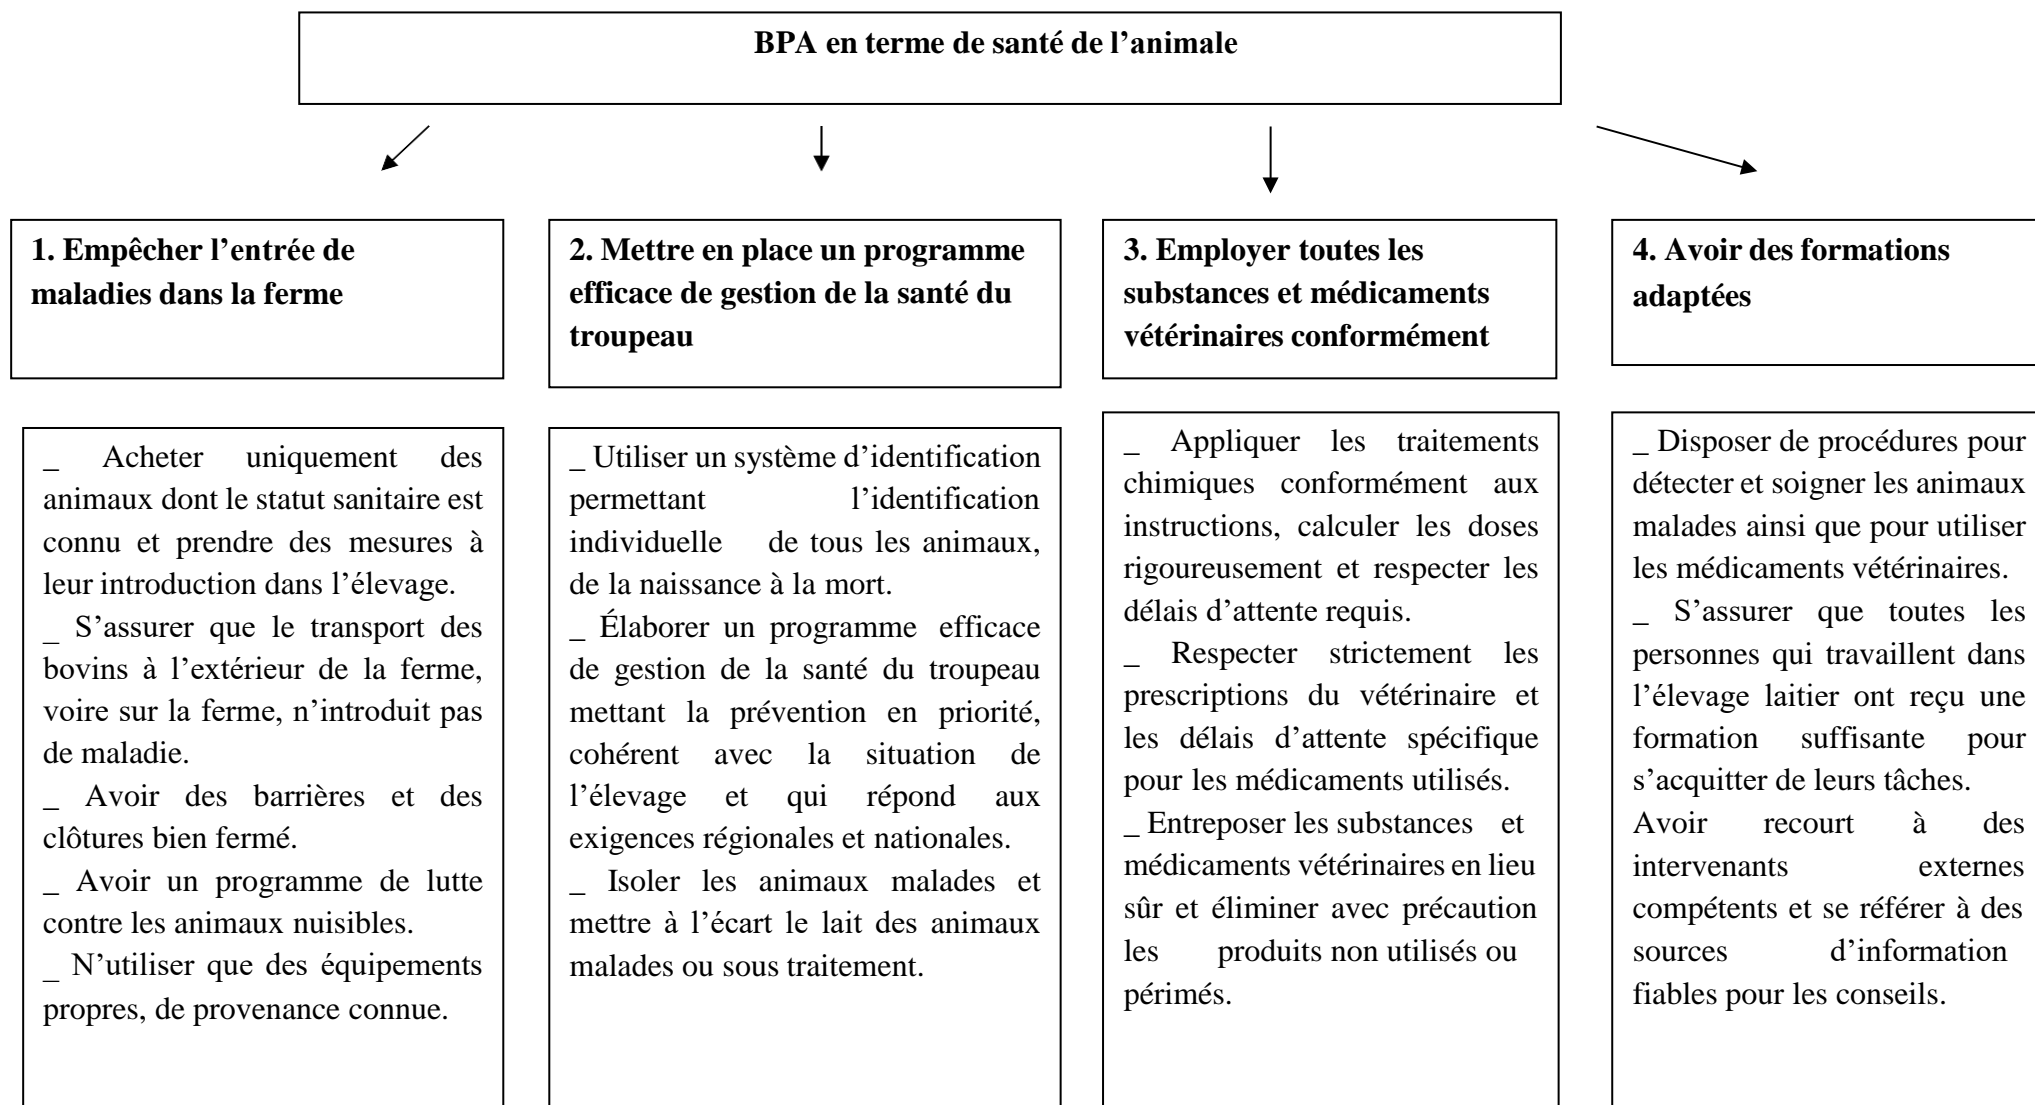 BPA en terme de santé de l’animale
1. Empêcher l’entrée de
maladies dans la ferme
2. Mettre en place un programme
efficace de gestion de la santé du
troupeau
3. Employer toutes les
substances et médicaments
vétérinaires conformément
4. Avoir des formations
adaptées
_ Acheter uniquement des
animaux dont le statut sanitaire est
connu et prendre des mesures à
leur introduction dans l’élevage.
_ S’assurer que le transport des
bovins à l’extérieur de la ferme,
voire sur la ferme, n’introduit pas
de maladie.
_ Avoir des barrières et des
clôtures bien fermé.
_ Avoir un programme de lutte
contre les animaux nuisibles.
_ N’utiliser que des équipements
propres, de provenance connue.
_ Utiliser un système d’identification
permettant l’identification
individuelle de tous les animaux,
de la naissance à la mort.
_ Élaborer un programme efficace
de gestion de la santé du troupeau
mettant la prévention en priorité,
cohérent avec la situation de
l’élevage et qui répond aux
exigences régionales et nationales.
_ Isoler les animaux malades et
mettre à l’écart le lait des animaux
malades ou sous traitement.
_ Appliquer les traitements
chimiques conformément aux
instructions, calculer les doses
rigoureusement et respecter les
délais d’attente requis.
_ Respecter strictement les
prescriptions du vétérinaire et
les délais d’attente spécifique
pour les médicaments utilisés.
_ Entreposer les substances et
médicaments vétérinaires en lieu
sûr et éliminer avec précaution
les produits non utilisés ou
périmés.
_ Disposer de procédures pour
détecter et soigner les animaux
malades ainsi que pour utiliser
les médicaments vétérinaires.
_ S’assurer que toutes les
personnes qui travaillent dans
l’élevage laitier ont reçu une
formation suffisante pour
s’acquitter de leurs tâches.
Avoir recourt à des
intervenants externes
compétents et se référer à des
sources d’information
fiables pour les conseils.